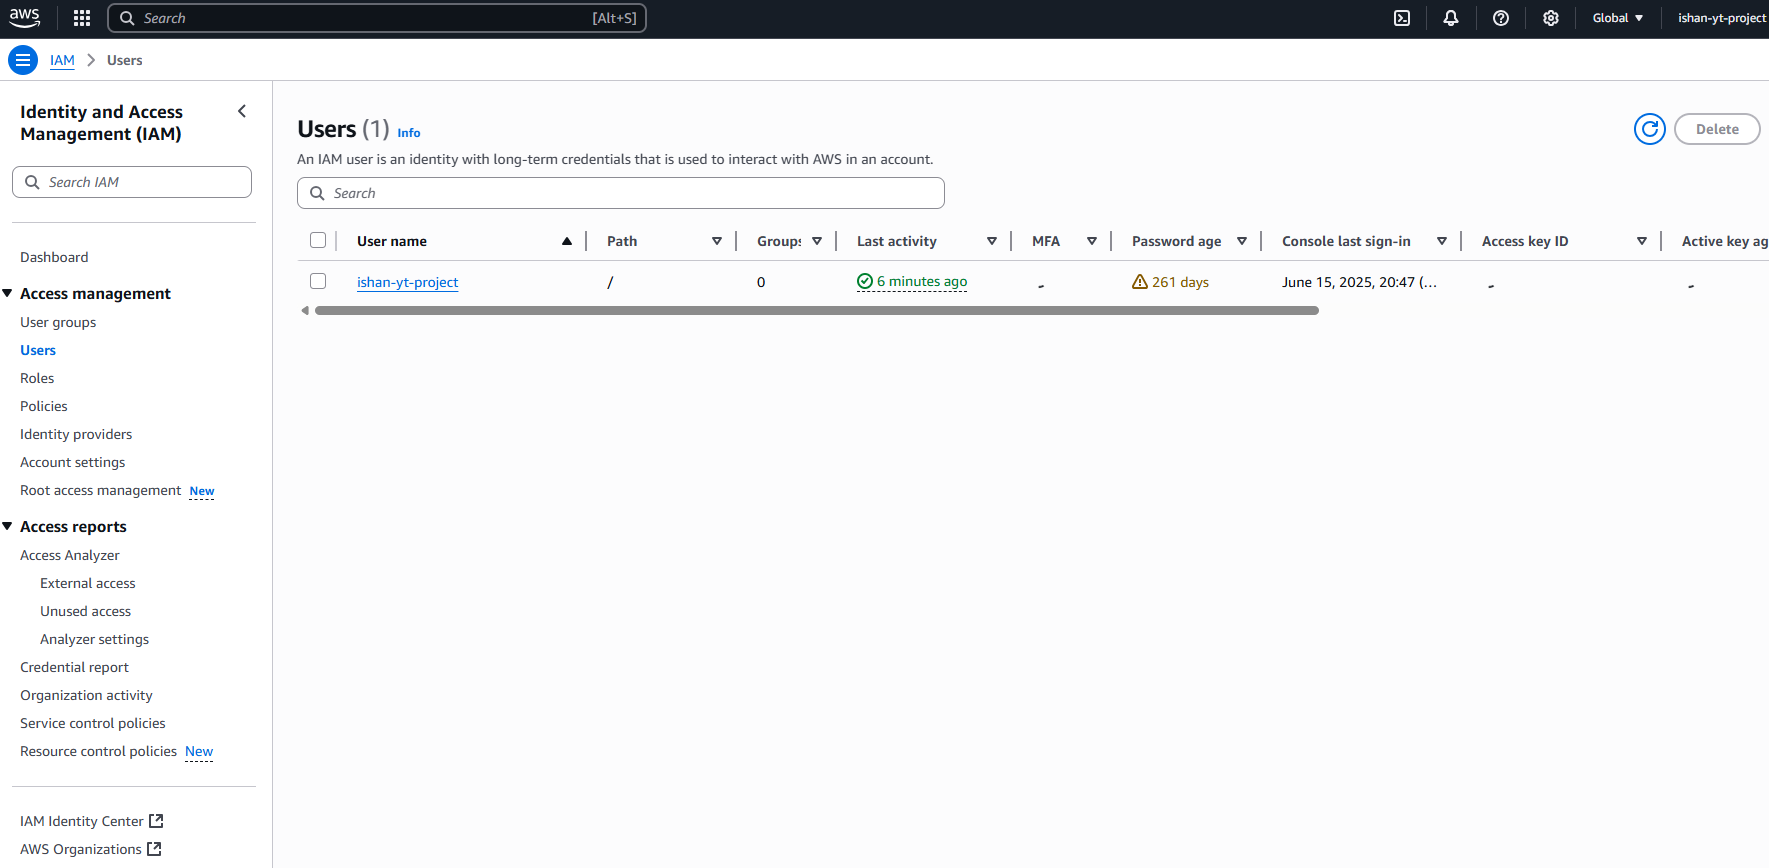 aws Search [Alt+S] Global ishan-yt-project
IAM Users
Identity and Access
Management (IAM)
Search IAM
Dashboard
Access management
User groups
Users
Roles
Policies
Identity providers
Account settings
Root access management New
Access reports
Access Analyzer
External access
Unused access
Analyzer settings
Credential report
Organization activity
Service control policies
Resource control policies New
IAM Identity Center
AWS Organizations
Users (1) Info
Delete
An IAM user is an identity with long-term credentials that is used to interact with AWS in an account.
Search
User name Path Groups Last activity MFA Password age Console last sign-in Access key ID Active key ag
ishan-yt-project / 0 6 minutes ago - 261 days June 15, 2025, 20:47 (… - -